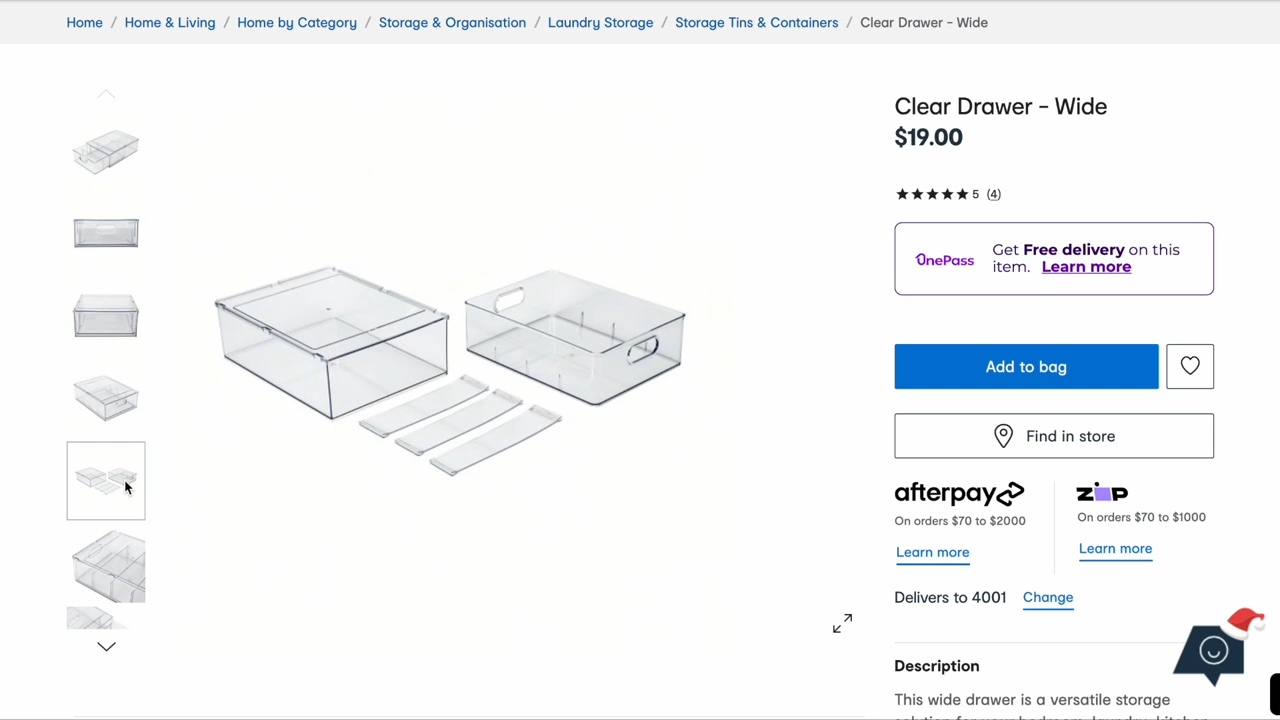 Home / Home & Living / Home by Category / Storage & Organisation / Laundry Storage / Storage Tins & Containers / Clear Drawer - Wide
Clear Drawer - Wide
$19.00
5 (4)
OnePass
Get Free delivery on this
item. Learn more
Add to bag
Find in store
afterpay
On orders $70 to $2000
Learn more
zip
On orders $70 to $1000
Learn more
Delivers to 4001 Change
Description
This wide drawer is a versatile storage